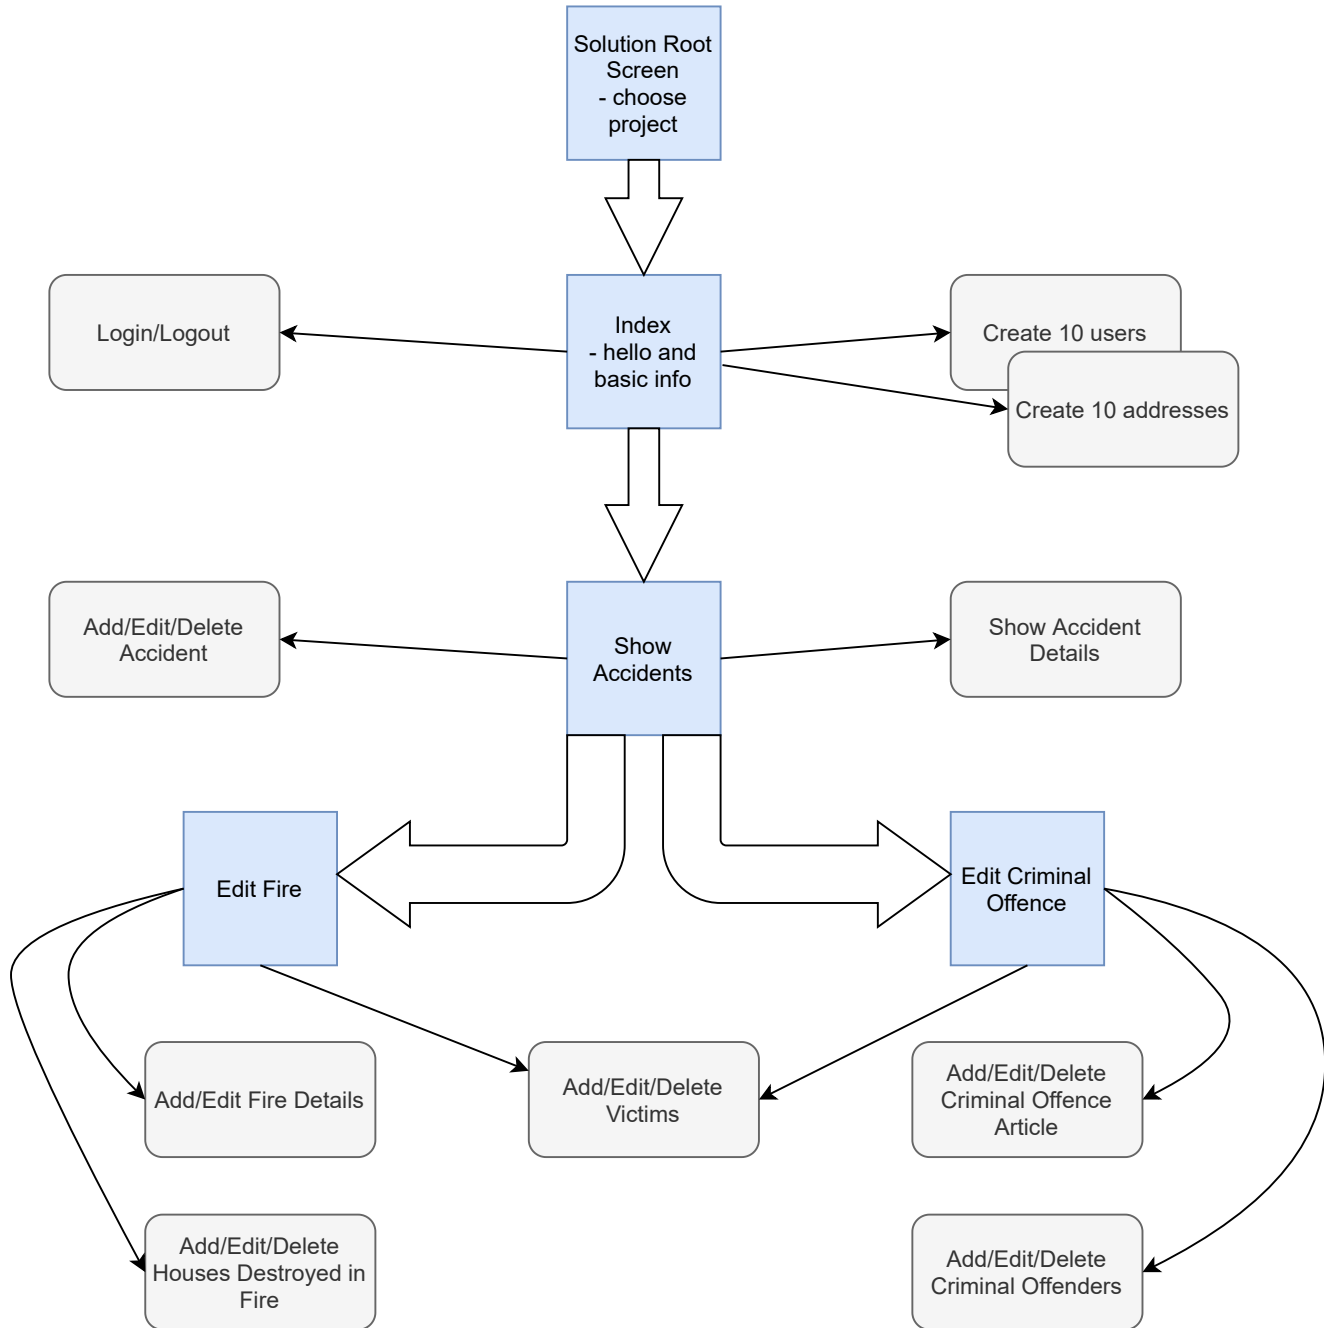 Solution Root
Screen
- choose
project
Login/Logout
Index
- hello and
basic info
Create 10 users
Create 10 addresses
Add/Edit/Delete
Accident
Show
Accidents
Show Accident
Details
Edit Fire
Edit Criminal
Offence
Add/Edit Fire Details
Add/Edit/Delete
Victims
Add/Edit/Delete
Criminal Offence
Article
Add/Edit/Delete
Houses Destroyed in
Fire
Add/Edit/Delete
Criminal Offenders